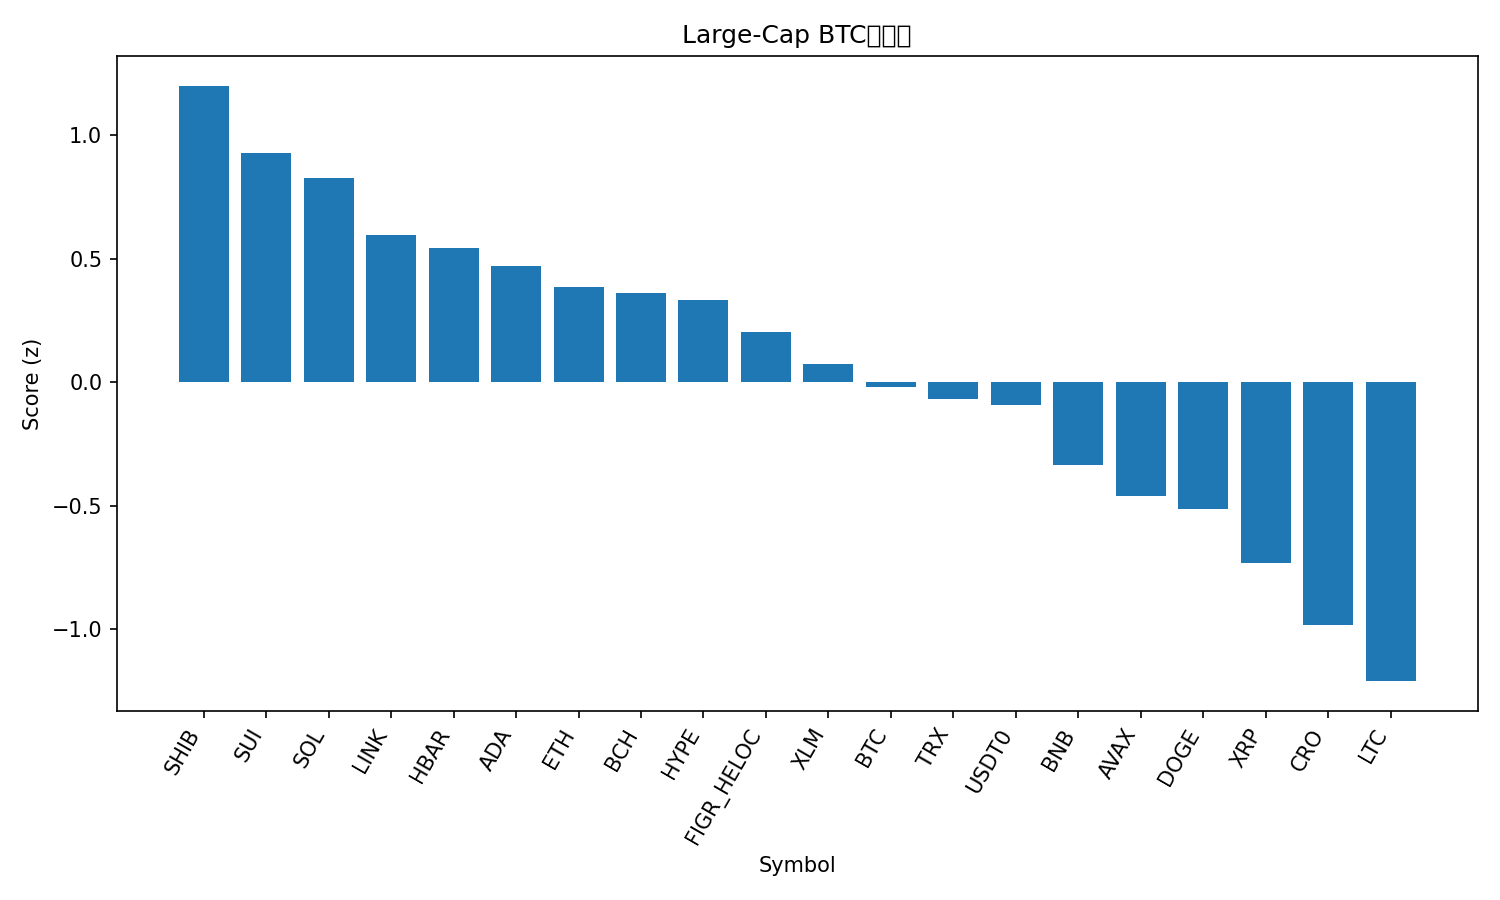 Large-Cap BTC
1.0
0.5
0.0
−0.5
−1.0
Score (z)
SHIB
SUI
SOL
LINK
HBAR
ADA
ETH
BCH
HYPE
FIGR_HELOC
XLM
BTC
TRX
USDT0
BNB
AVAX
DOGE
XRP
CRO
LTC
Symbol